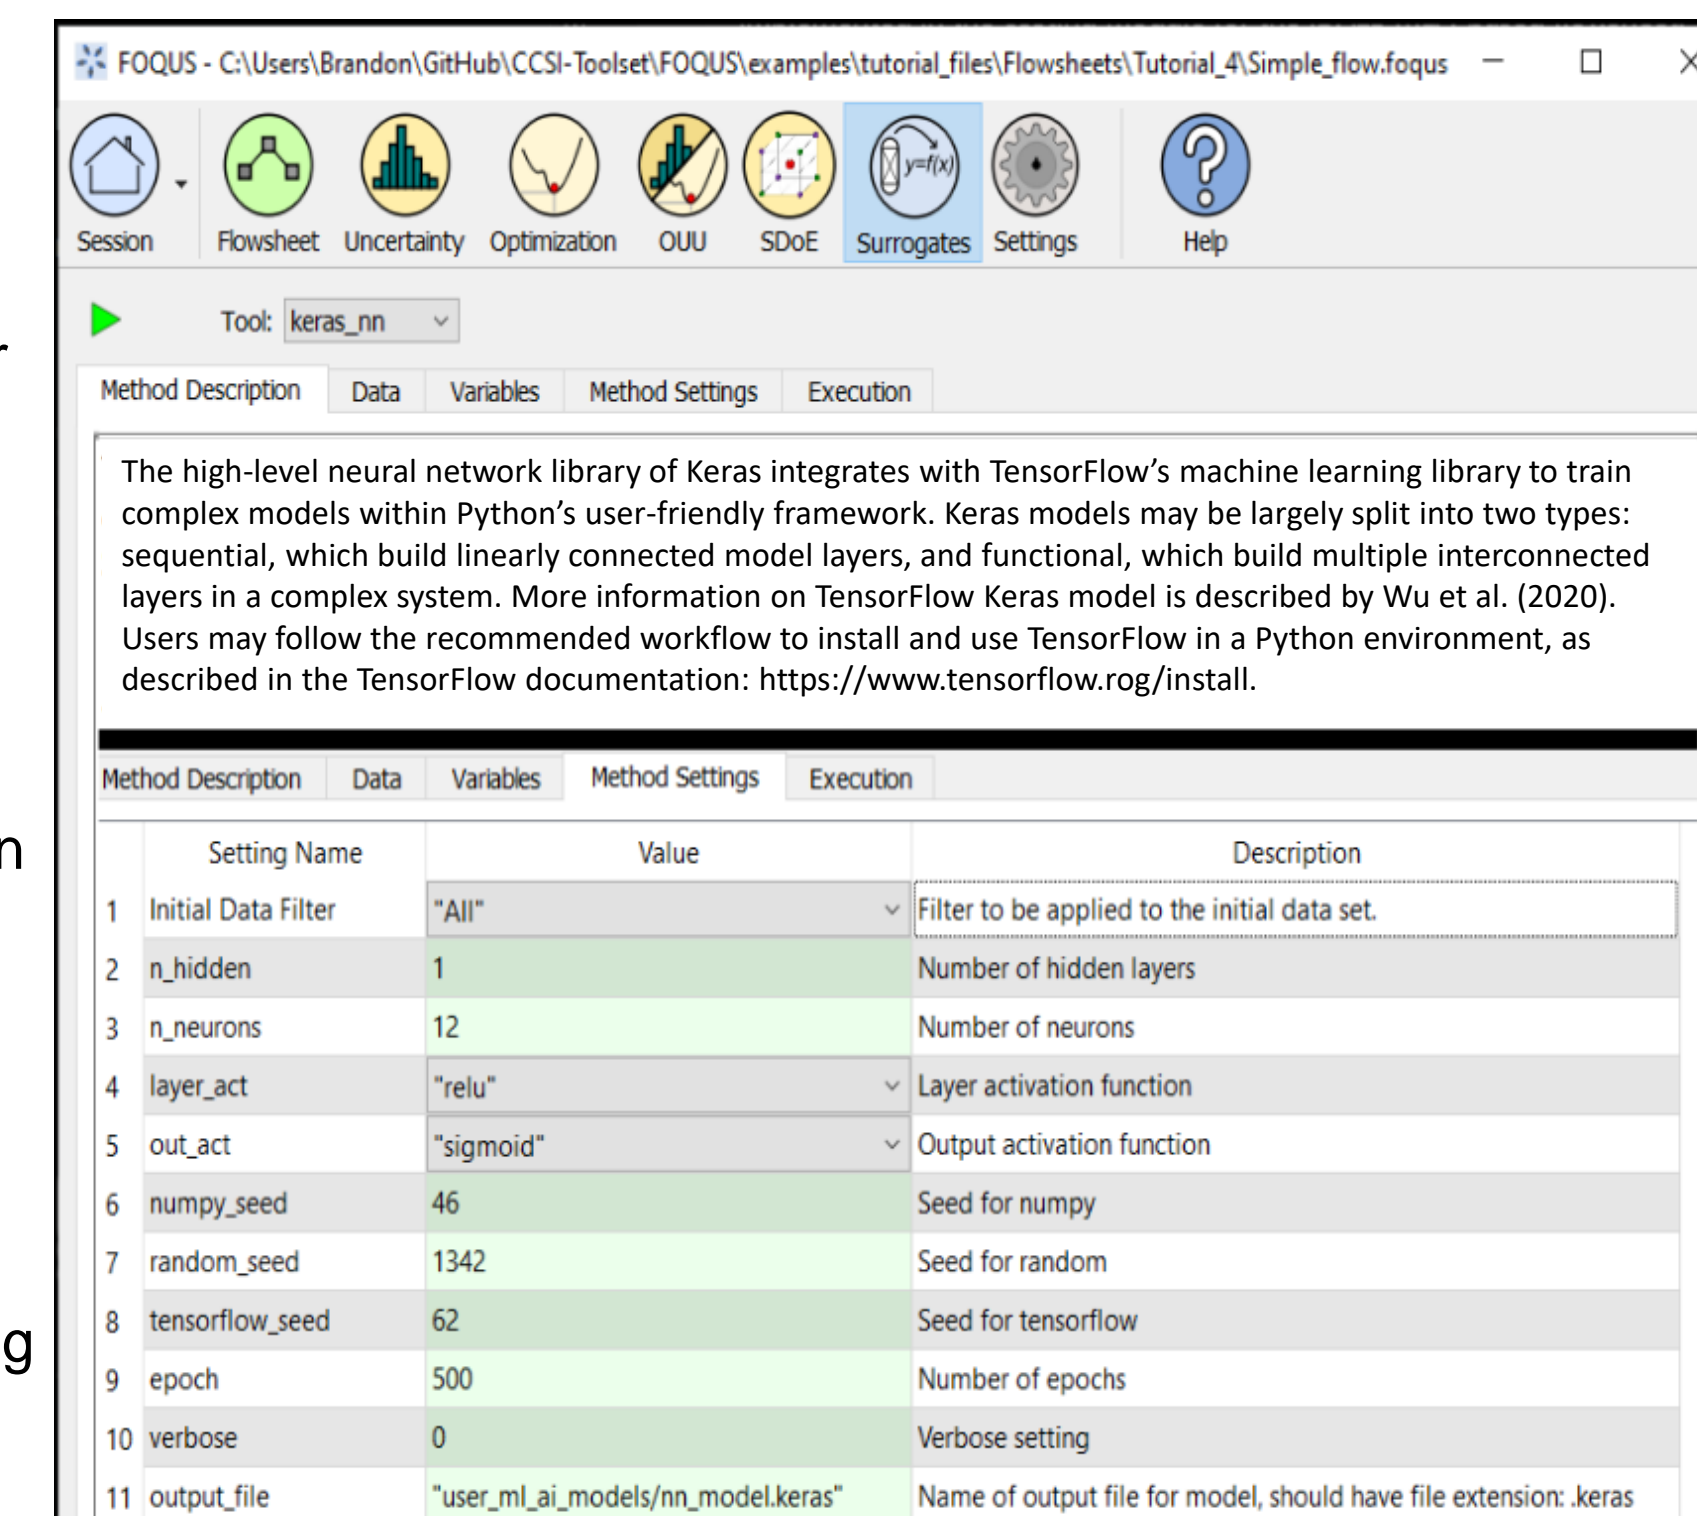 FOQUS - C:\Users\Brandon\GitHub\CCSI-Toolset\FOQUS\examples\tutorial_files\Flowsheets\Tutorial_4\Simple_flow.foqus
y=f(x)
Session Flowsheet Uncertainty Optimization OUU SDoE Surrogates Settings Help
Tool: keras_nn
r
Method Description Data Variables Method Settings Execution
The high-level neural network library of Keras integrates with TensorFlow's machine learning library to train
complex models within Python's user-friendly framework. Keras models may be largely split into two types:
sequential, which build linearly connected model layers, and functional, which build multiple interconnected
layers in a complex system. More information on TensorFlow Keras model is described by Wu et al. (2020).
Users may follow the recommended workflow to install and use TensorFlow in a Python environment, as
described in the TensorFlow documentation: https://www.tensorflow.rog/install.
Method Description Data Variables Method Settings Execution
n
Setting Name Value Description
1 Initial Data Filter "All" Filter to be applied to the initial data set.
2 n_hidden 1 Number of hidden layers
3 n_neurons 12 Number of neurons
4 layer_act "relu" Layer activation function
5 out_act "sigmoid" Output activation function
6 numpy_seed 46 Seed for numpy
7 random_seed 1342 Seed for random
8 tensorflow_seed 62 Seed for tensorflow
g
9 epoch 500 Number of epochs
10 verbose 0 Verbose setting
11 output_file "user_ml_ai_models/nn_model.keras" Name of output file for model, should have file extension: .keras